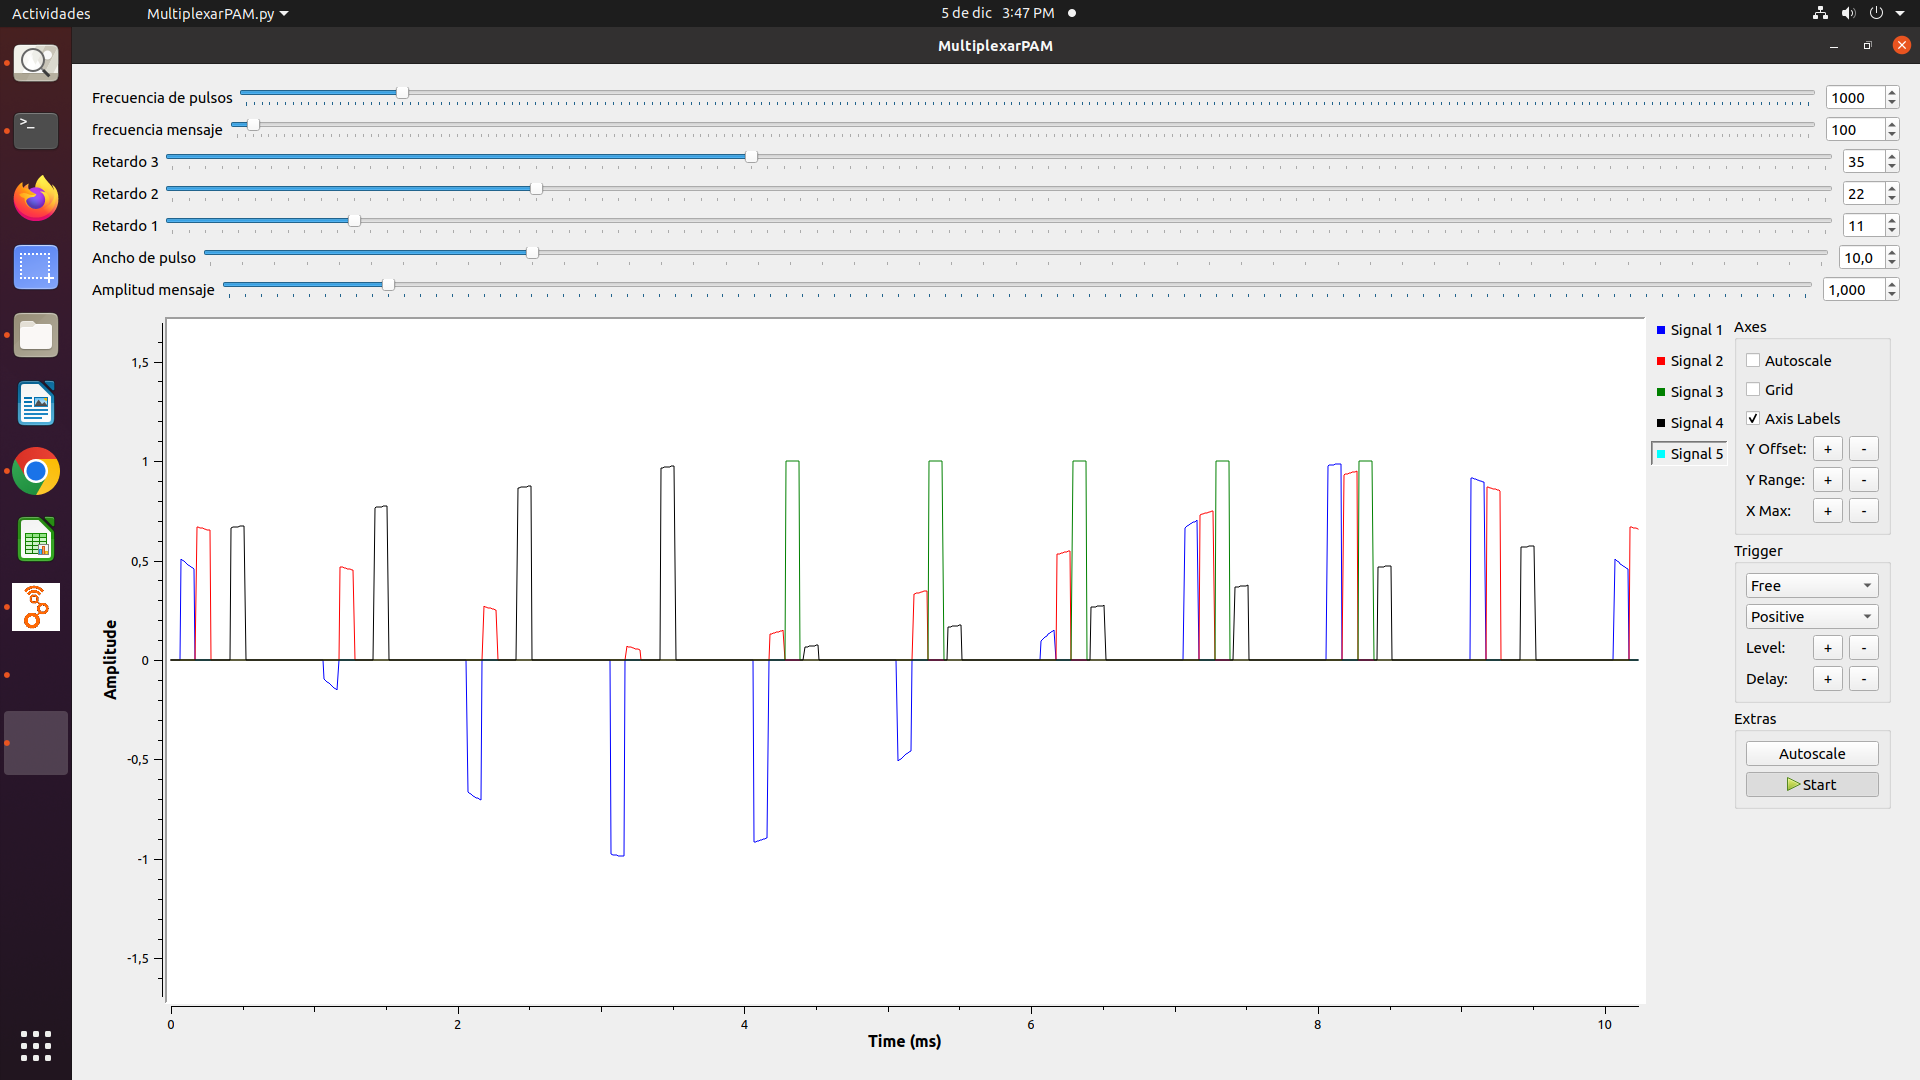 Actividades MultiplexarPAM.py 5 de dic 3:47 PM
MultiplexarPAM
Frecuencia de pulsos 1000
frecuencia mensaje 100
Retardo 3 35
Retardo 2 22
Retardo 1 11
Ancho de pulso 10,0
Amplitud mensaje 1,000
1,5
1
0,5
0
-0,5
-1
-1,5
Amplitude
0 2 4 6 8 10
Time (ms)
Signal 1
Signal 2
Signal 3
Signal 4
Signal 5
Axes
Autoscale
Grid
Axis Labels
Y Offset: + -
Y Range: + -
X Max: + -
Trigger
Free
Positive
Level: + -
Delay: + -
Extras
Autoscale
Start